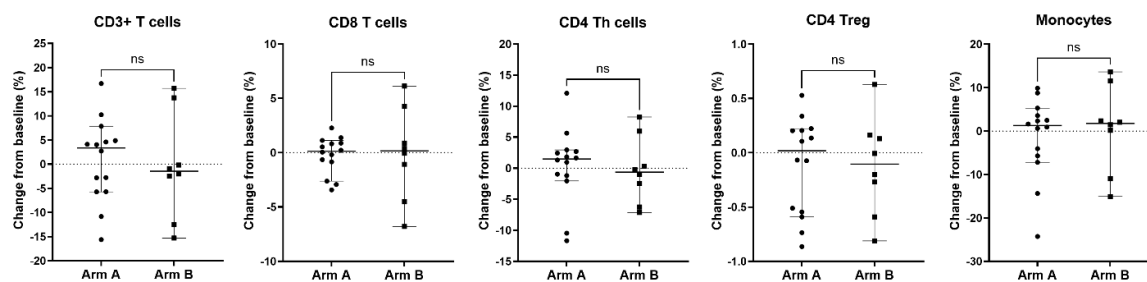 CD3+ T cells
Change from baseline (%)
25
20
15
10
5
0
-5
-10
-15
-20
ns
Arm A Arm B
CD8 T cells
Change from baseline (%)
10
5
0
-5
-10
ns
Arm A Arm B
CD4 Th cells
Change from baseline (%)
20
15
10
5
0
-5
-10
-15
ns
Arm A Arm B
CD4 Treg
Change from baseline (%)
1.0
0.5
0.0
-0.5
-1.0
ns
Arm A Arm B
Monocytes
Change from baseline (%)
20
10
0
-10
-20
-30
ns
Arm A Arm B